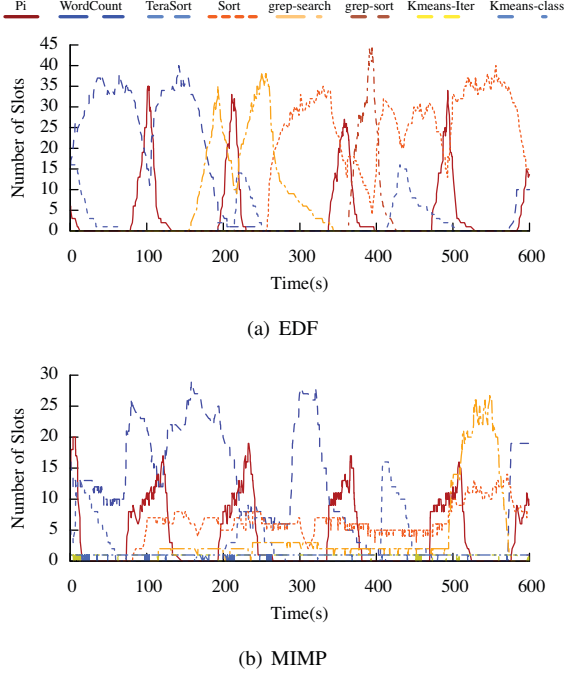 Pi WordCount TeraSort Sort grep-search grep-sort Kmeans-Iter Kmeans-class
45
40
35
30
25
20
15
10
5
0
Number of Slots
0 100 200 300 400 500 600
Time(s)
(a) EDF
30
25
20
15
10
5
0
Number of Slots
0 100 200 300 400 500 600
Time(s)
(b) MIMP